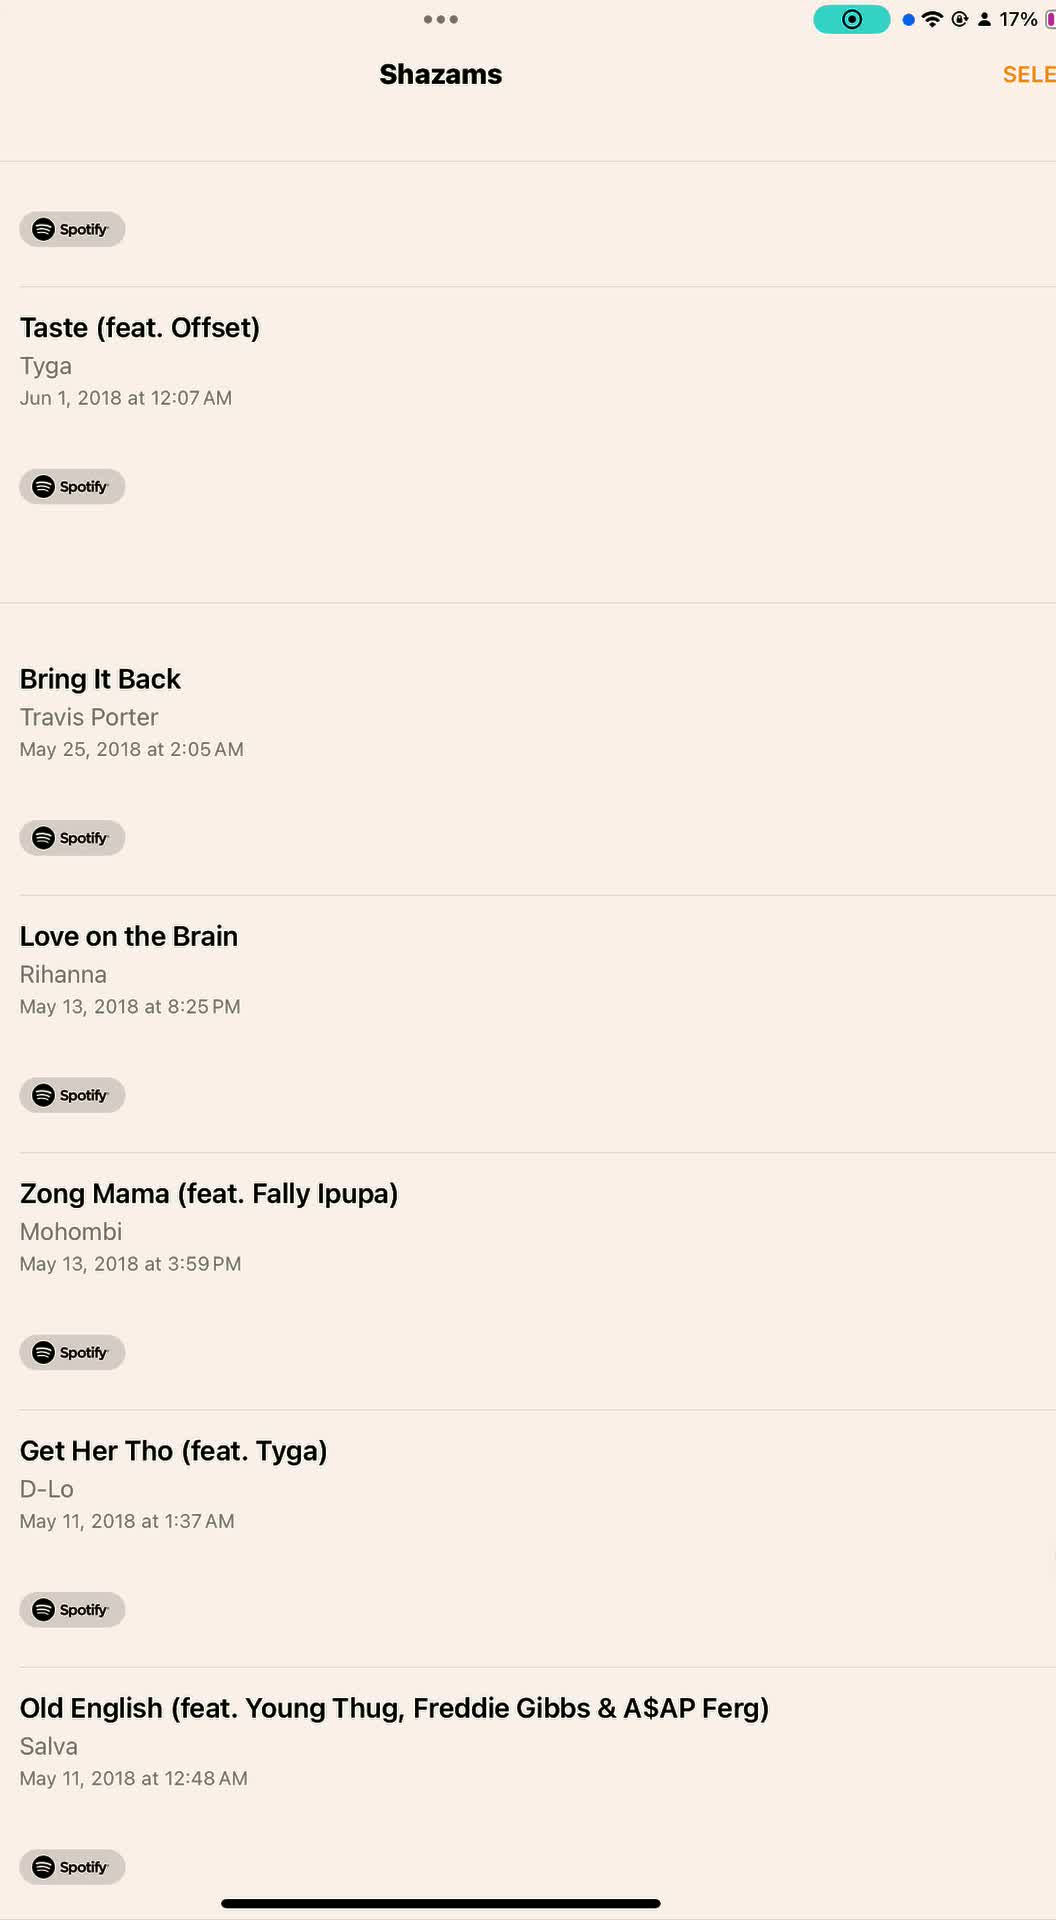 17%
Shazams
SELE
Spotify
Taste (feat. Offset)
Tyga
Jun 1, 2018 at 12:07 AM
Spotify
Bring It Back
Travis Porter
May 25, 2018 at 2:05 AM
Spotify
Love on the Brain
Rihanna
May 13, 2018 at 8:25 PM
Spotify
Zong Mama (feat. Fally Ipupa)
Mohombi
May 13, 2018 at 3:59 PM
Spotify
Get Her Tho (feat. Tyga)
D-Lo
May 11, 2018 at 1:37 AM
Spotify
Old English (feat. Young Thug, Freddie Gibbs & A$AP Ferg)
Salva
May 11, 2018 at 12:48 AM
Spotify